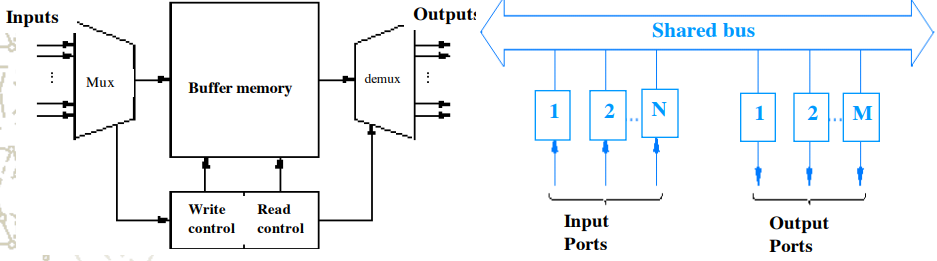 Inputs
Outputs
Mux
Buffer memory
demux
Write
control
Read
control
Shared bus
1
2
...
N
1
2
...
M
Input
Ports
Output
Ports